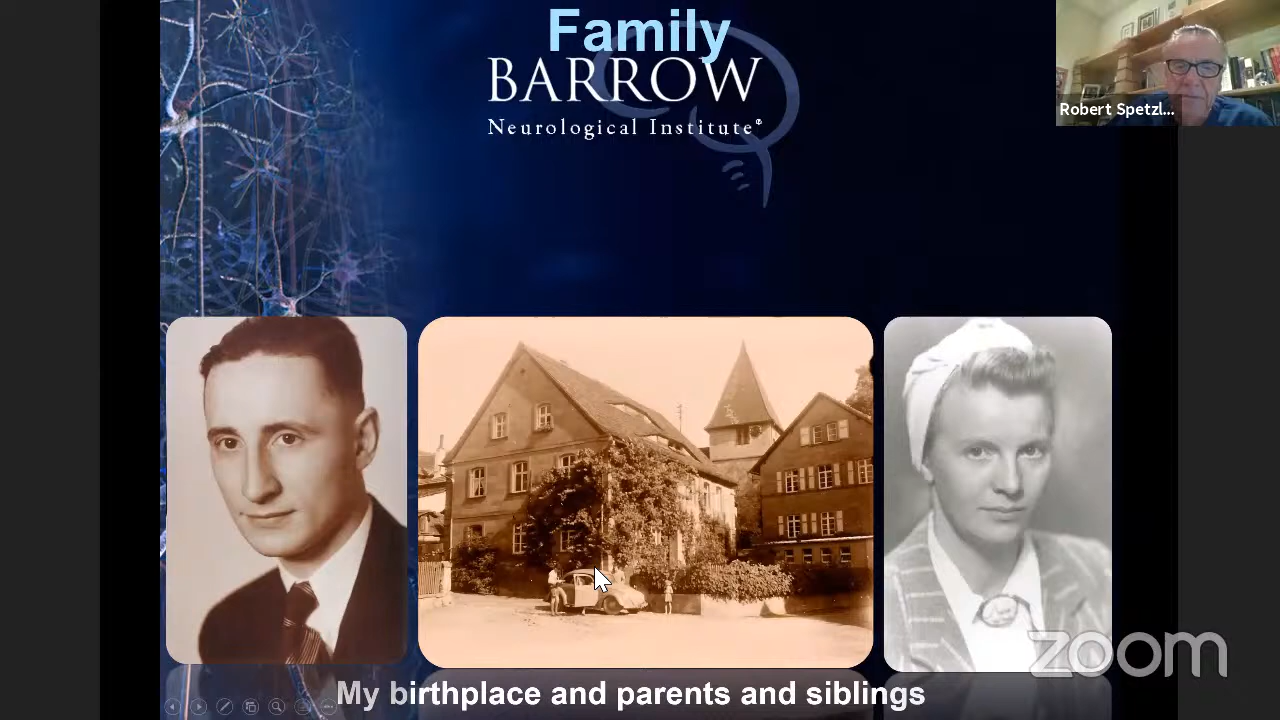 Family
BARROW
Neurological Institute®
Robert Spetzl...
My birthplace and parents and siblings
zoom